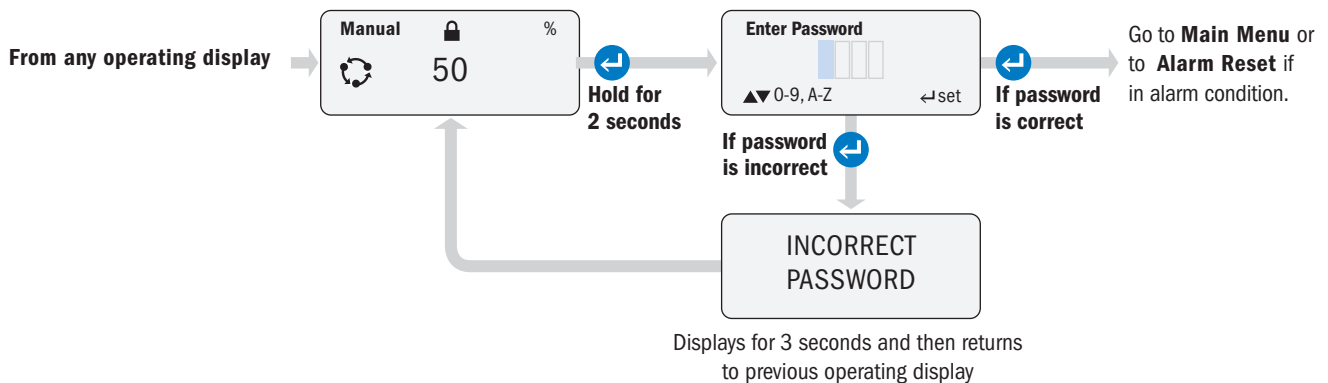 From any operating display
Manual %
50
Hold for
2 seconds
Enter Password
▲▼ 0-9, A-Z ↵ set
If password
is correct
Go to Main Menu or
to Alarm Reset if
in alarm condition.
If password
is incorrect
INCORRECT
PASSWORD
Displays for 3 seconds and then returns
to previous operating display